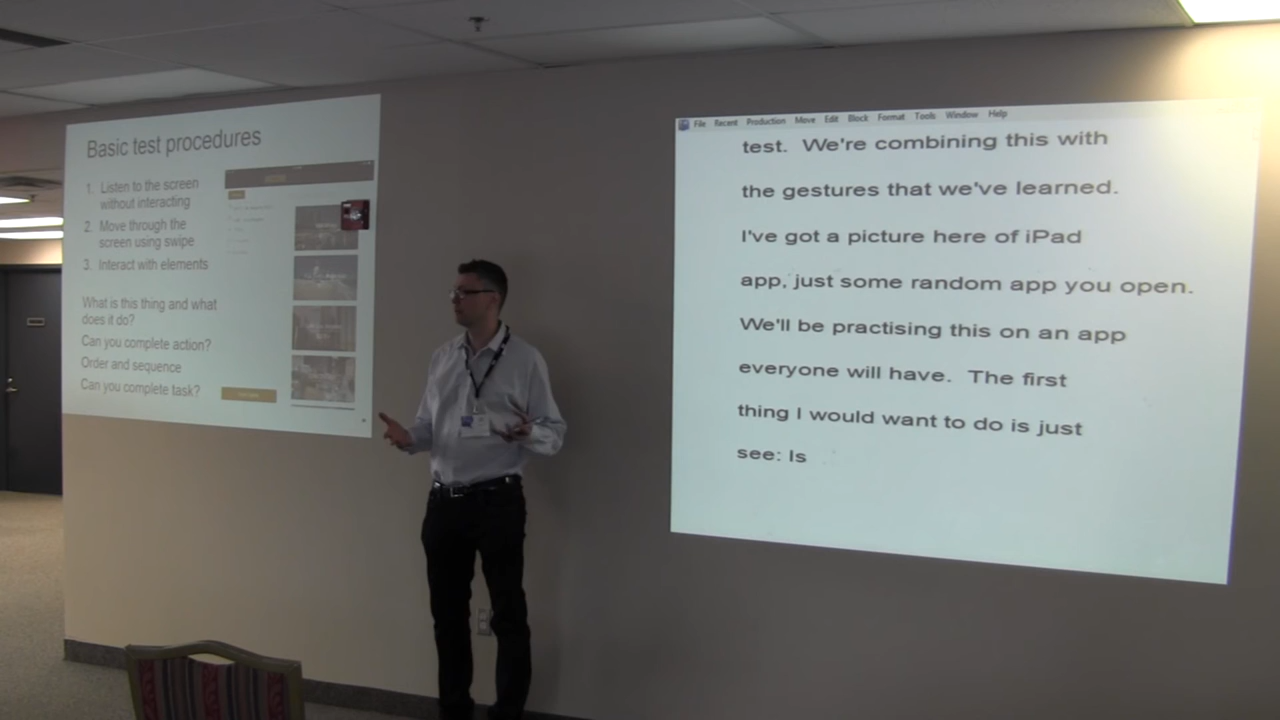 Basic test procedures
1. Listen to the screen
without interacting
2. Move through the
screen using swipe
3. Interact with elements
What is this thing and what
does it do?
Can you complete action?
Order and sequence
Can you complete task?
File Recent Production Move Edit Block Format Tools Window Help
test. We're combining this with
the gestures that we've learned.
I've got a picture here of iPad
app, just some random app you open.
We'll be practising this on an app
everyone will have. The first
thing I would want to do is just
see: Is